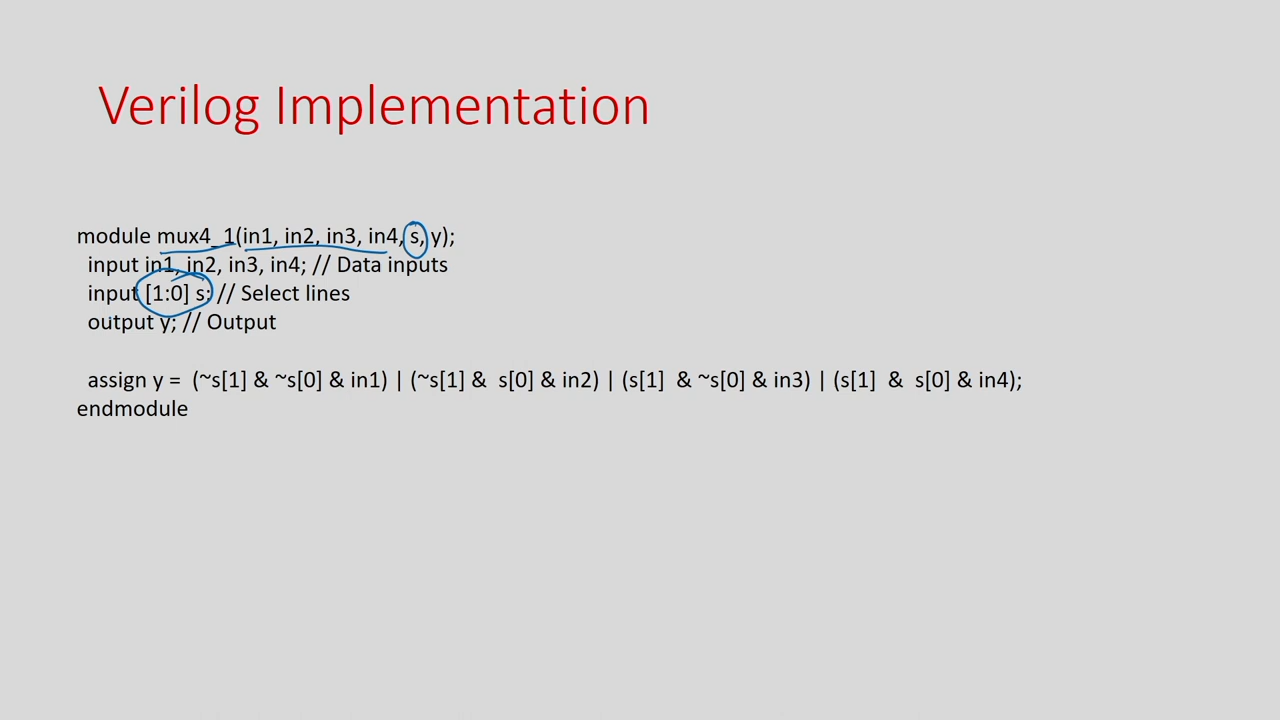 Verilog Implementation
module mux4_1(in1, in2, in3, in4, s, y);
input in1, in2, in3, in4; // Data inputs
input [1:0] s; // Select lines
output y; // Output
assign y = (~s[1] & ~s[0] & in1) | (~s[1] & s[0] & in2) | (s[1] & ~s[0] & in3) | (s[1] & s[0] & in4);
endmodule